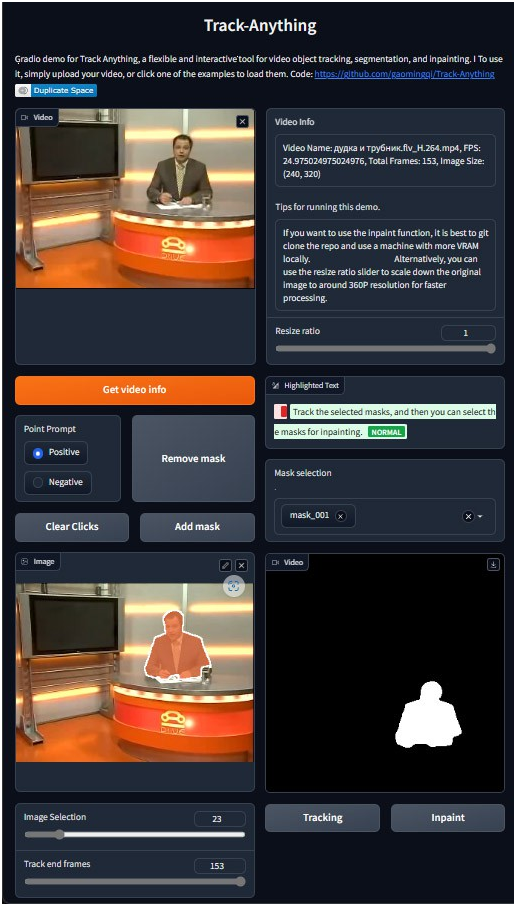 Track-Anything
Gradio demo for Track Anything, a flexible and interactive tool for video object tracking, segmentation, and inpainting. I To use
it, simply upload your video, or click one of the examples to load them. Code: https://github.com/gaomingqi/Track-Anything
Duplicate Space
Video
DRIVE
Video Info
Video Name: дудка и трубник.flv_H.264.mp4, FPS:
24.975024975024976, Total Frames: 153, Image Size:
(240, 320)
Tips for running this demo.
If you want to use the inpaint function, it is best to git
clone the repo and use a machine with more VRAM
locally. Alternatively, you can
use the resize ratio slider to scale down the original
image to around 360P resolution for faster
processing.
Resize ratio
1
Get video info
Highlighted Text
Track the selected masks, and then you can select th
e masks for inpainting. NORMAL
Point Prompt
Positive
Negative
Remove mask
Mask selection
.
mask_001
Clear Clicks
Add mask
Image
DRIVE
Video
Image Selection
23
Track end frames
153
Tracking
Inpaint